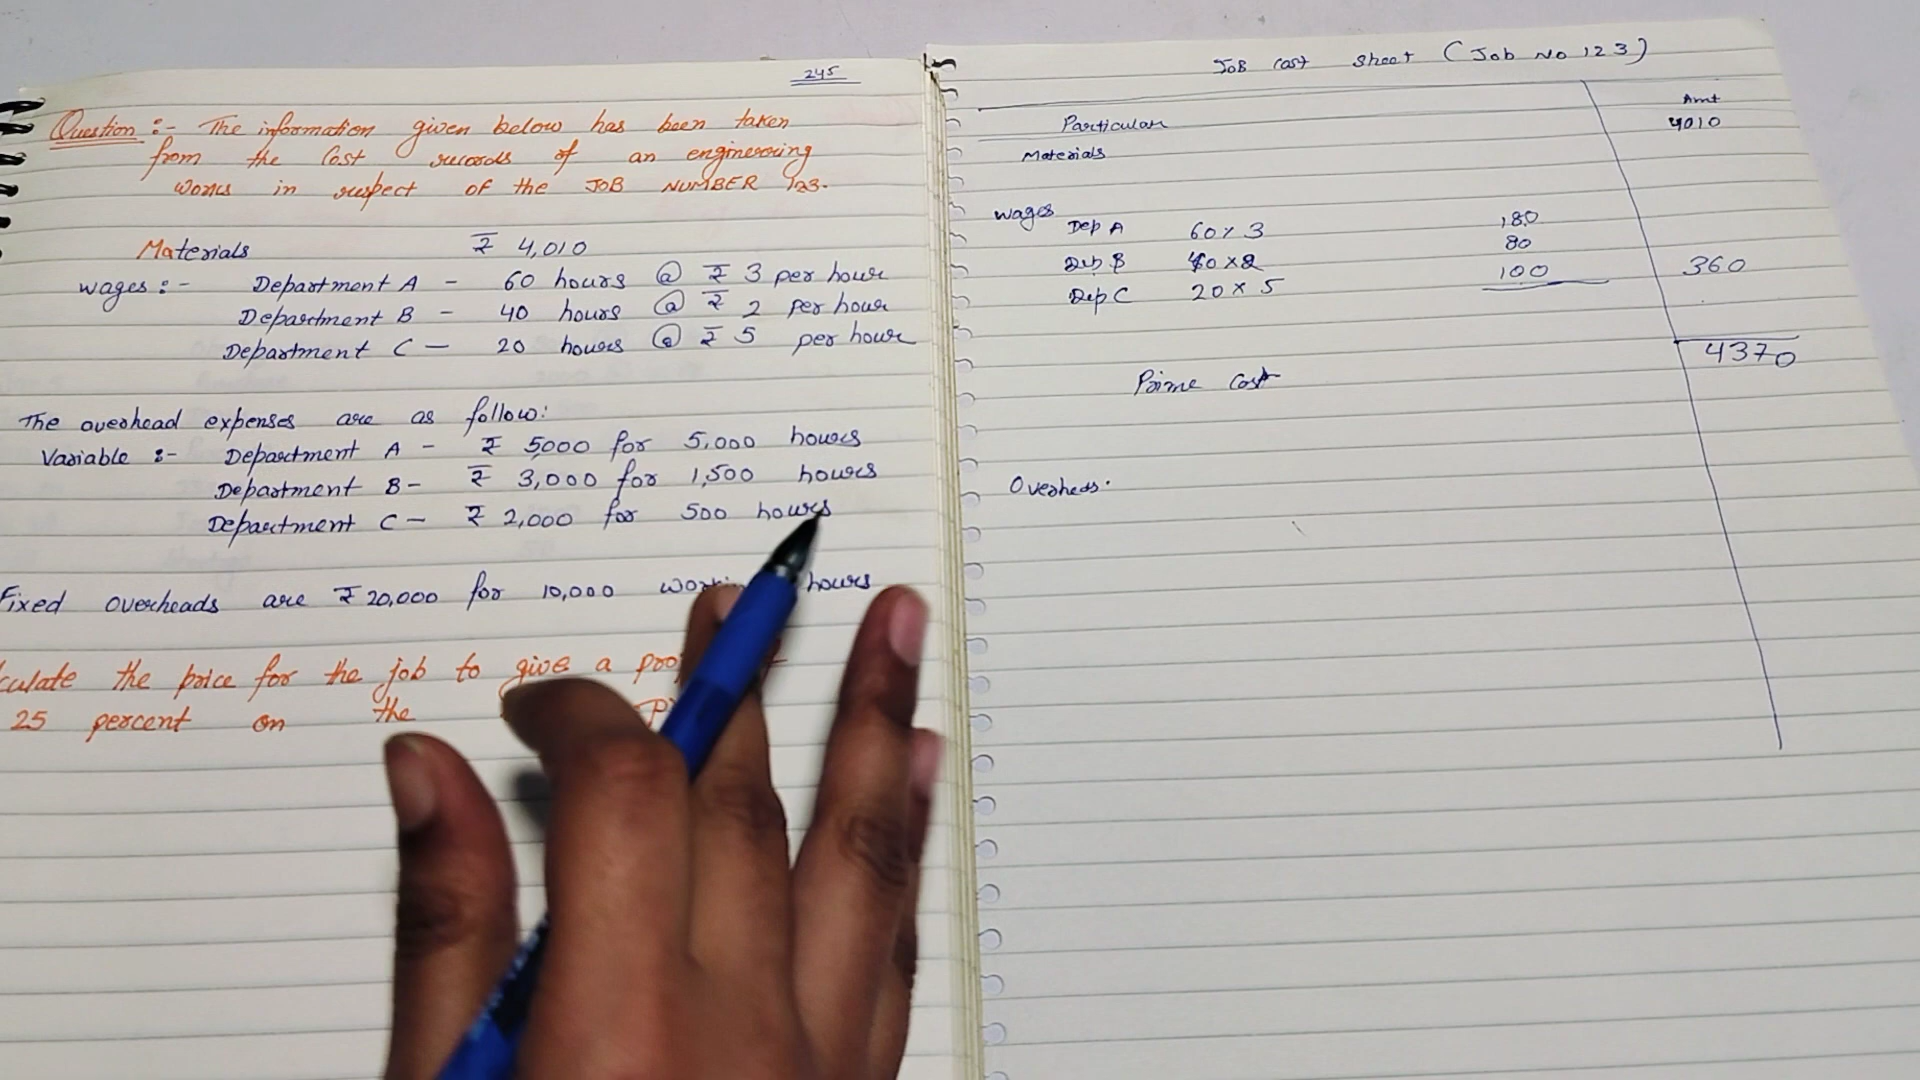 245
Question :- The information given below has been taken
from the Cost records of an engineering
works in respect of the JOB NUMBER 123.
Materials ₹ 4,010
wages :- Department A - 60 hours @ ₹ 3 per hour
Department B - 40 hours @ ₹ 2 per hour
Department C - 20 hours @ ₹ 5 per hour
The overhead expenses are as follow:
Variable :- Department A - ₹ 5,000 for 5,000 hours
Department B - ₹ 3,000 for 1,500 hours
Department C - ₹ 2,000 for 500 hours
Fixed overheads are ₹ 20,000 for 10,000 hours
the price for the job to give a
25 percent on the
JOB Cost Sheet (Job No 123)
Particulars Amt
Materials 4010
wages
Dep A 60 x 3 180
Dep B 40 x 2 80
Dep C 20 x 5 100 360
Prime Cost 4370
Overheds.